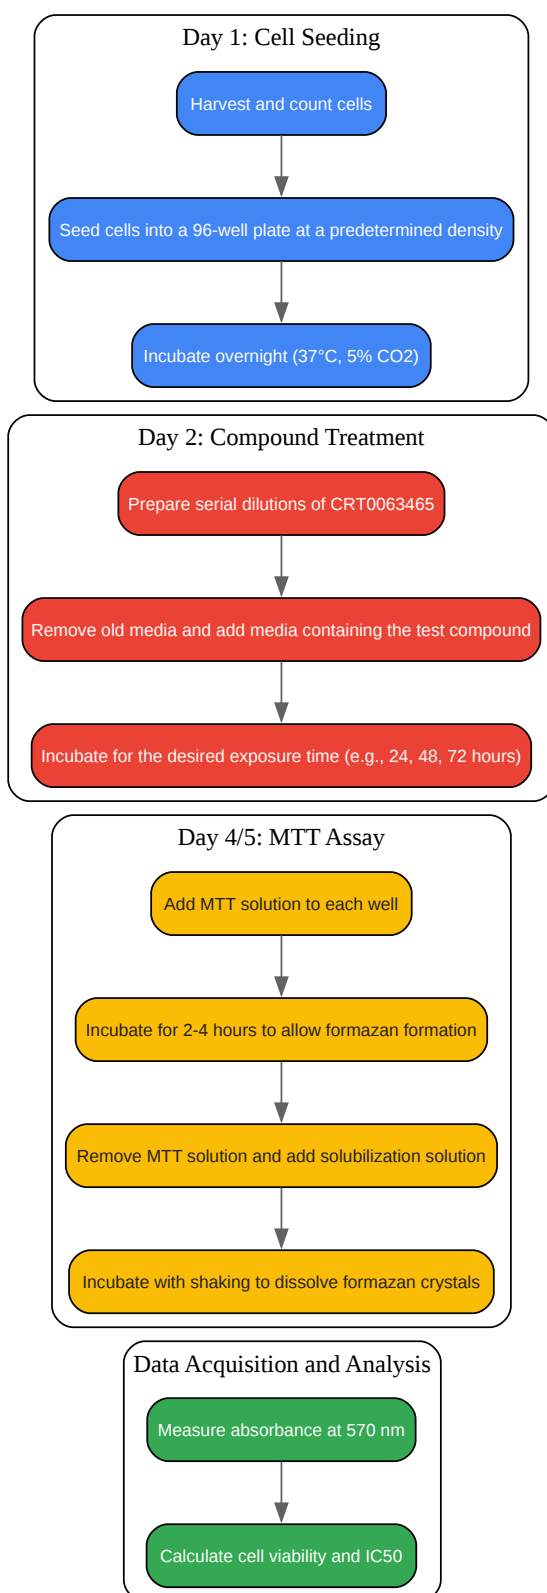 Day 1: Cell Seeding
Harvest and count cells
Seed cells into a 96-well plate at a predetermined density
Incubate overnight (37°C, 5% CO2)
Day 2: Compound Treatment
Prepare serial dilutions of CRT0063465
Remove old media and add media containing the test compound
Incubate for the desired exposure time (e.g., 24, 48, 72 hours)
Day 4/5: MTT Assay
Add MTT solution to each well
Incubate for 2-4 hours to allow formazan formation
Remove MTT solution and add solubilization solution
Incubate with shaking to dissolve formazan crystals
Data Acquisition and Analysis
Measure absorbance at 570 nm
Calculate cell viability and IC50